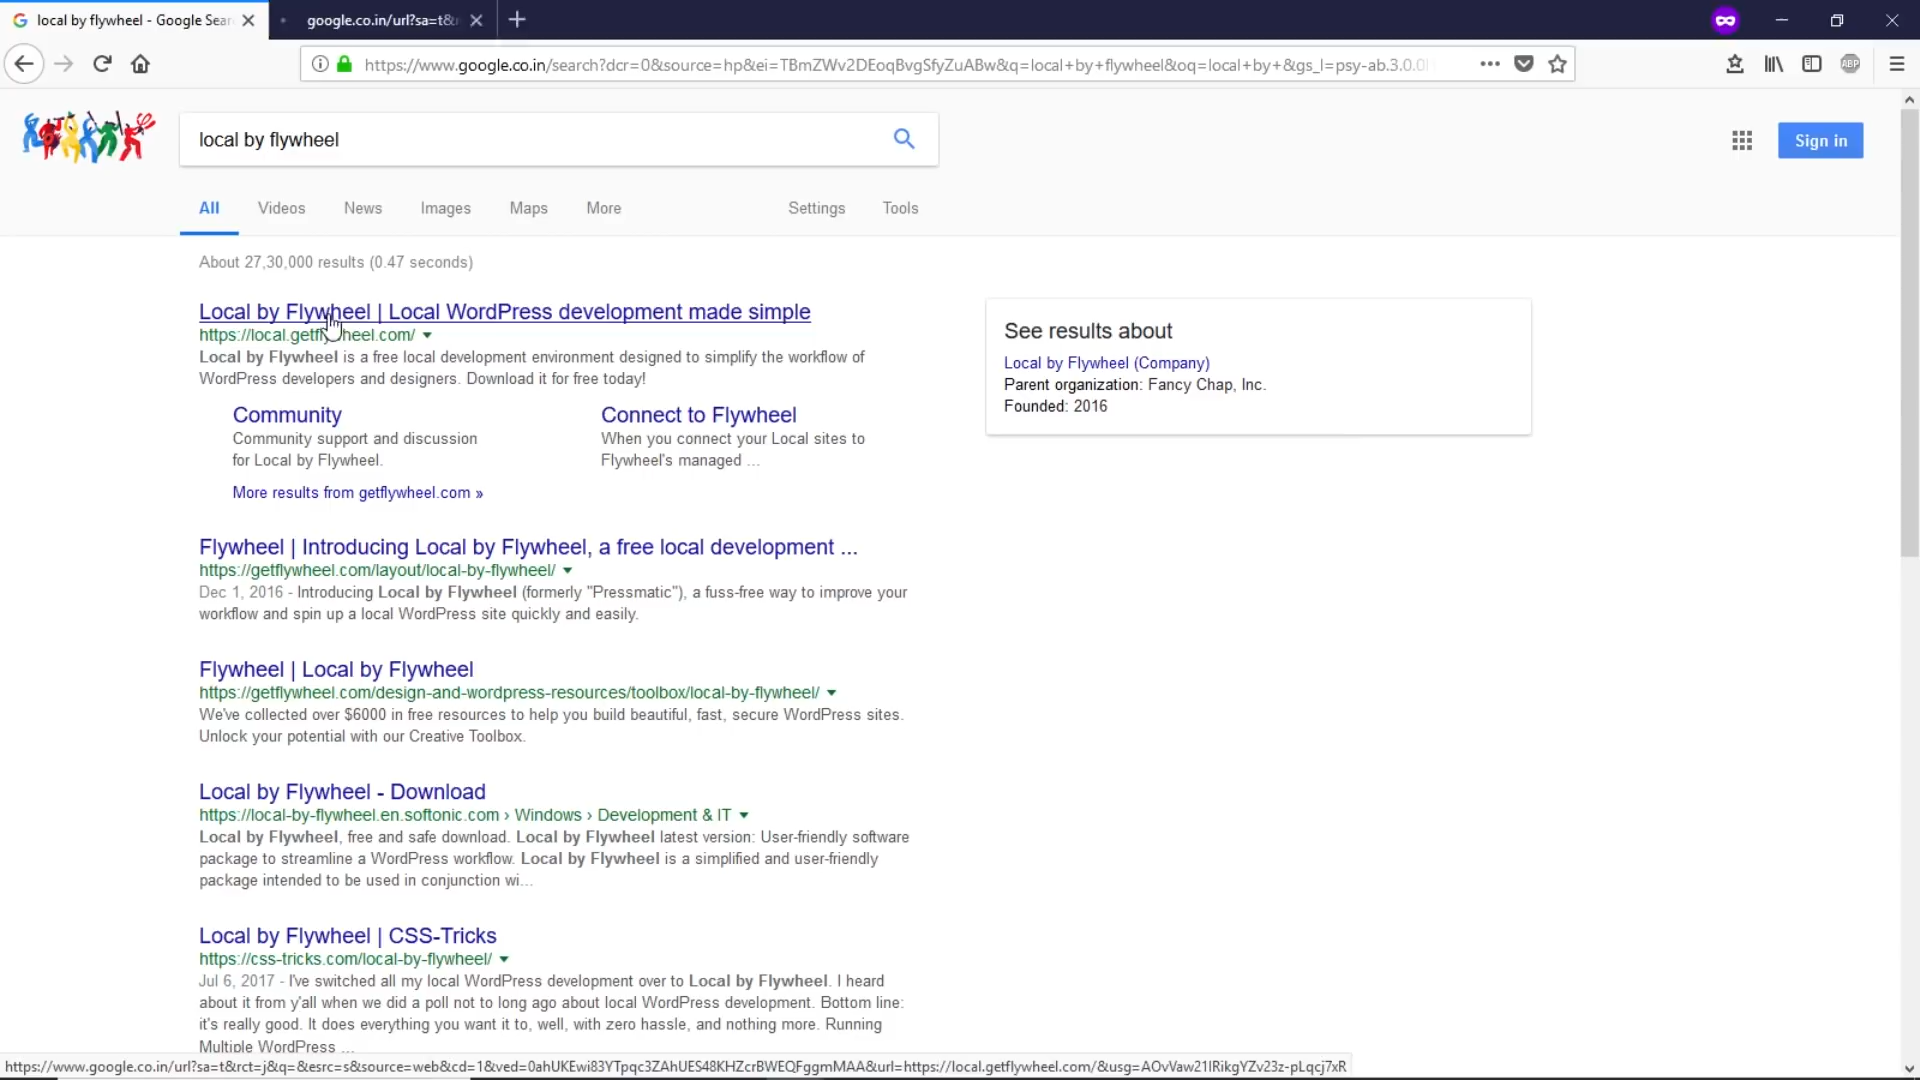 local by flywheel - Google Sear
google.co.in/url?sa=t&r
https://www.google.co.in/search?dcr=0&source=hp&ei=TBmZWv2DEoqBvgSfyZuABw&q=local+by+flywheel&oq=local+by+&gs_l=psy-ab.3.0.0l
ABP
local by flywheel
Sign in
All Videos News Images Maps More Settings Tools
About 27,30,000 results (0.47 seconds)
Local by Flywheel | Local WordPress development made simple
https://local.getflywheel.com/
Local by Flywheel is a free local development environment designed to simplify the workflow of
WordPress developers and designers. Download it for free today!
Community
Community support and discussion
for Local by Flywheel.
Connect to Flywheel
When you connect your Local sites to
Flywheel's managed ...
More results from getflywheel.com »
See results about
Local by Flywheel (Company)
Parent organization: Fancy Chap, Inc.
Founded: 2016
Flywheel | Introducing Local by Flywheel, a free local development ...
https://getflywheel.com/layout/local-by-flywheel/
Dec 1, 2016 - Introducing Local by Flywheel (formerly "Pressmatic"), a fuss-free way to improve your
workflow and spin up a local WordPress site quickly and easily.
Flywheel | Local by Flywheel
https://getflywheel.com/design-and-wordpress-resources/toolbox/local-by-flywheel/
We've collected over $6000 in free resources to help you build beautiful, fast, secure WordPress sites.
Unlock your potential with our Creative Toolbox.
Local by Flywheel - Download
https://local-by-flywheel.en.softonic.com › Windows › Development & IT
Local by Flywheel, free and safe download. Local by Flywheel latest version: User-friendly software
package to streamline a WordPress workflow. Local by Flywheel is a simplified and user-friendly
package intended to be used in conjunction wi...
Local by Flywheel | CSS-Tricks
https://css-tricks.com/local-by-flywheel/
Jul 6, 2017 - I've switched all my local WordPress development over to Local by Flywheel. I heard
about it from y'all when we did a poll not to long ago about local WordPress development. Bottom line:
it's really good. It does everything you want it to, well, with zero hassle, and nothing more. Running
Multiple WordPress ...
https://www.google.co.in/url?sa=t&rct=j&q=&esrc=s&source=web&cd=1&ved=0ahUKEwi83YTpqc3ZAhUES48KHZcrBWEQFggmMAA&url=https://local.getflywheel.com/&usg=AOvVaw21lRikgYZv23z-pLqcj7xR